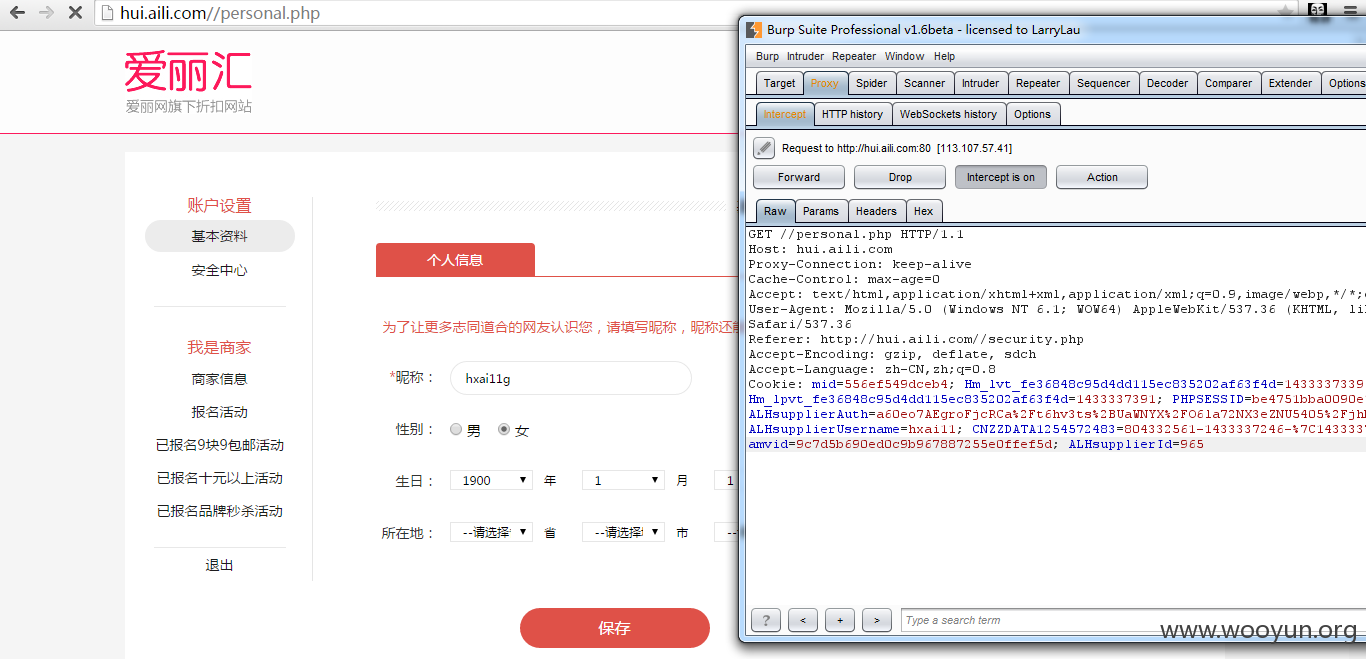 hui.aili.com//personal.php
爱丽汇
爱丽网旗下折扣网站
账户设置
基本资料
安全中心
我是商家
商家信息
报名活动
已报名9块9包邮活动
已报名十元以上活动
已报名品牌秒杀活动
退出
个人信息
为了让更多志同道合的网友认识您，请填写昵称，昵称还
*昵称： hxai11g
性别： 男 女
生日： 1900 年 1 月 1
所在地： --请选择 省 --请选择 市 --
保存
Burp Suite Professional v1.6beta - licensed to LarryLau
Burp Intruder Repeater Window Help
Target Proxy Spider Scanner Intruder Repeater Sequencer Decoder Comparer Extender Options
Intercept HTTP history WebSockets history Options
Request to http://hui.aili.com:80 [113.107.57.41]
Forward Drop Intercept is on Action
Raw Params Headers Hex
GET //personal.php HTTP/1.1
Host: hui.aili.com
Proxy-Connection: keep-alive
Cache-Control: max-age=0
Accept: text/html,application/xhtml+xml,application/xml;q=0.9,image/webp,*/*;
User-Agent: Mozilla/5.0 (Windows NT 6.1; WOW64) AppleWebKit/537.36 (KHTML, li
Safari/537.36
Referer: http://hui.aili.com//security.php
Accept-Encoding: gzip, deflate, sdch
Accept-Language: zh-CN,zh;q=0.8
Cookie: mid=556ef549dceb4; Hm_lvt_fe36848c95d4dd115ec835202af63f4d=1433337339
Hm_lpvt_fe36848c95d4dd115ec835202af63f4d=1433337391; PHPSESSID=be4751bba0090e
ALHsupplierAuth=a60eo7AEgroFjcRCa%2Ft6hv3ts%2BUaWNYX%2FO61a72NX3eZNU5405%2Fjh
ALHsupplierUsername=hxai11; CNZZDATA1254572483=804332561-1433337246-%7C143333
amvid=9c7d5b690ed0c9b967887255e0ffef5d; ALHsupplierId=965
? < + > Type a search term
www.wooyun.org